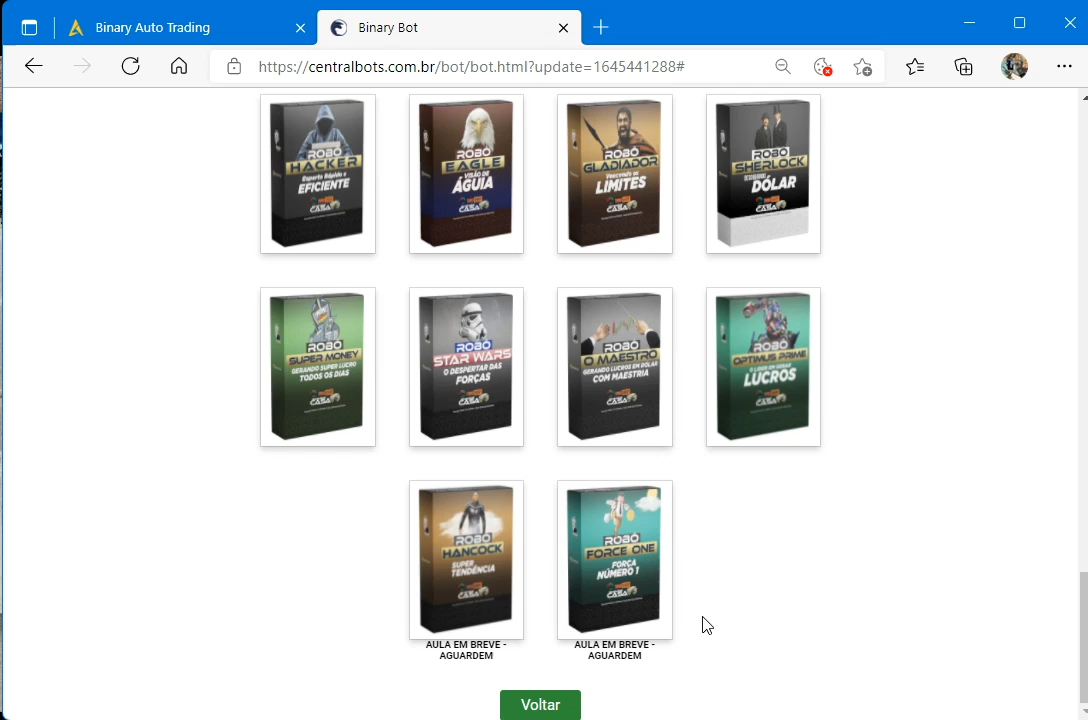 Binary Auto Trading
Binary Bot
https://centralbots.com.br/bot/bot.html?update=1645441288#
ROBÔ
HACKER
Esperto Rápido e
EFICIENTE
ROBÔ
EAGLE
VISÃO DE
ÁGUIA
ROBÔ
GLADIADOR
Vencendo os
LIMITES
ROBÔ
SHERLOCK
DÓLAR
ROBÔ
SUPER MONEY
GERANDO SUPER LUCRO
TODOS OS DIAS
ROBÔ
STAR WARS
O DESPERTAR DAS
FORÇAS
ROBÔ
O MAESTRO
GERANDO LUCROS EM DOLAR
COM MAESTRIA
ROBÔ
OPTIMUS PRIME
O LIDER EM GERAR
LUCROS
ROBÔ
HANCOCK
SUPER
TENDÊNCIA
ROBÔ
FORCE ONE
FORÇA
NÚMERO 1
AULA EM BREVE -
AGUARDEM
AULA EM BREVE -
AGUARDEM
Voltar